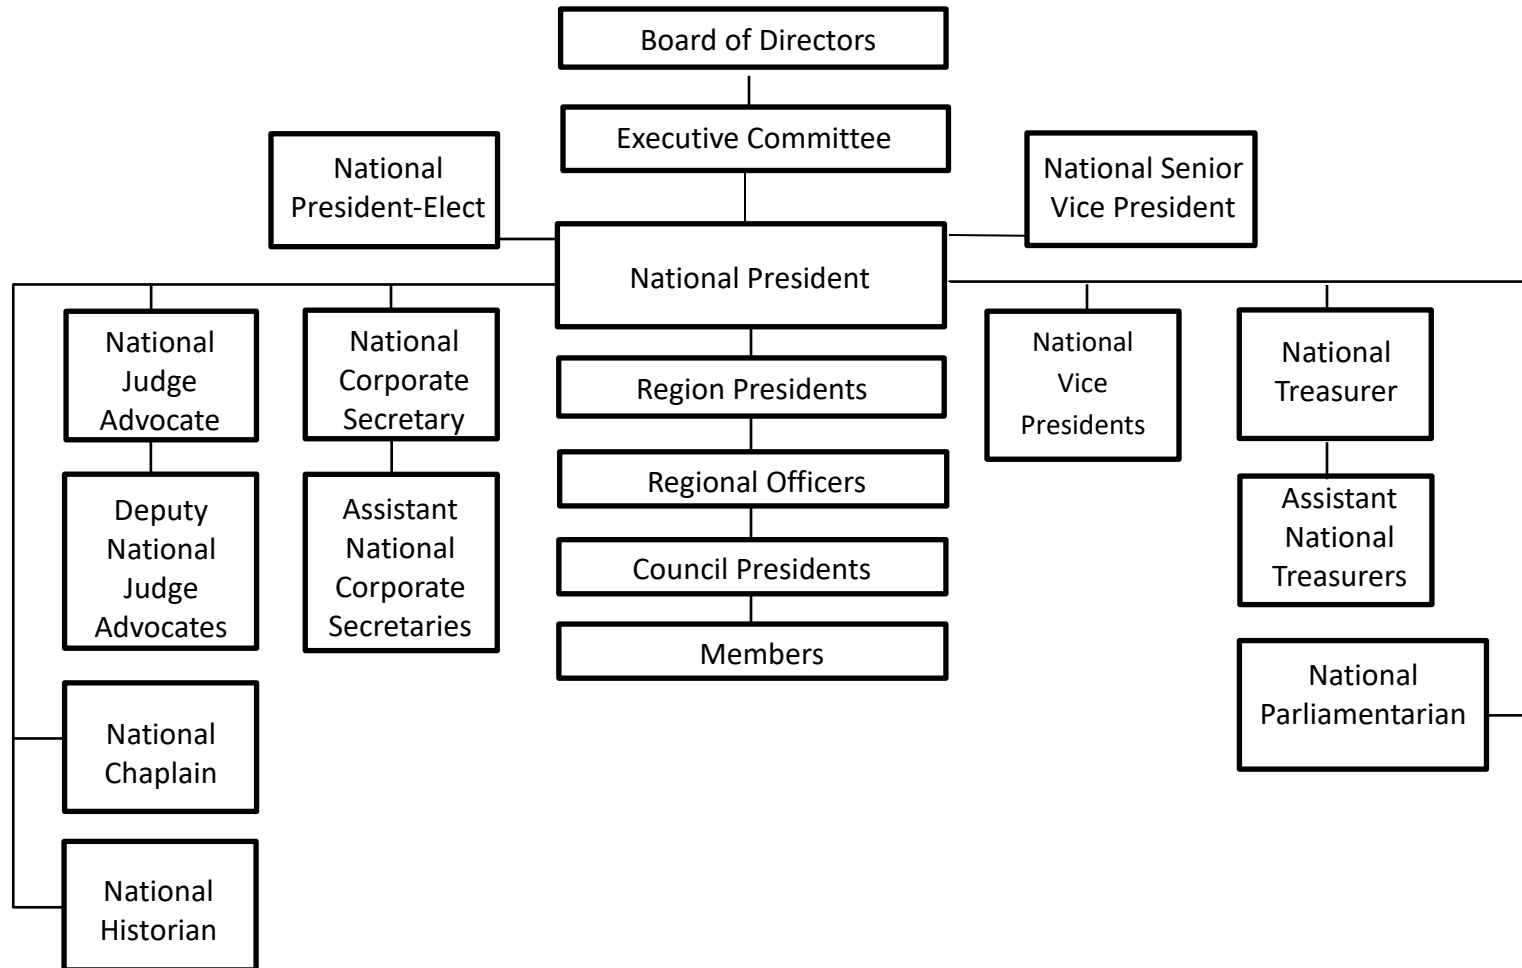 Board of Directors
Executive Committee
National
President-Elect
National Senior
Vice President
National President
National
Judge
Advocate
National
Corporate
Secretary
Region Presidents
National
Vice
Presidents
National
Treasurer
Regional Officers
Deputy
National
Judge
Advocates
Assistant
National
Corporate
Secretaries
Council Presidents
Assistant
National
Treasurers
Members
National
Parliamentarian
National
Chaplain
National
Historian